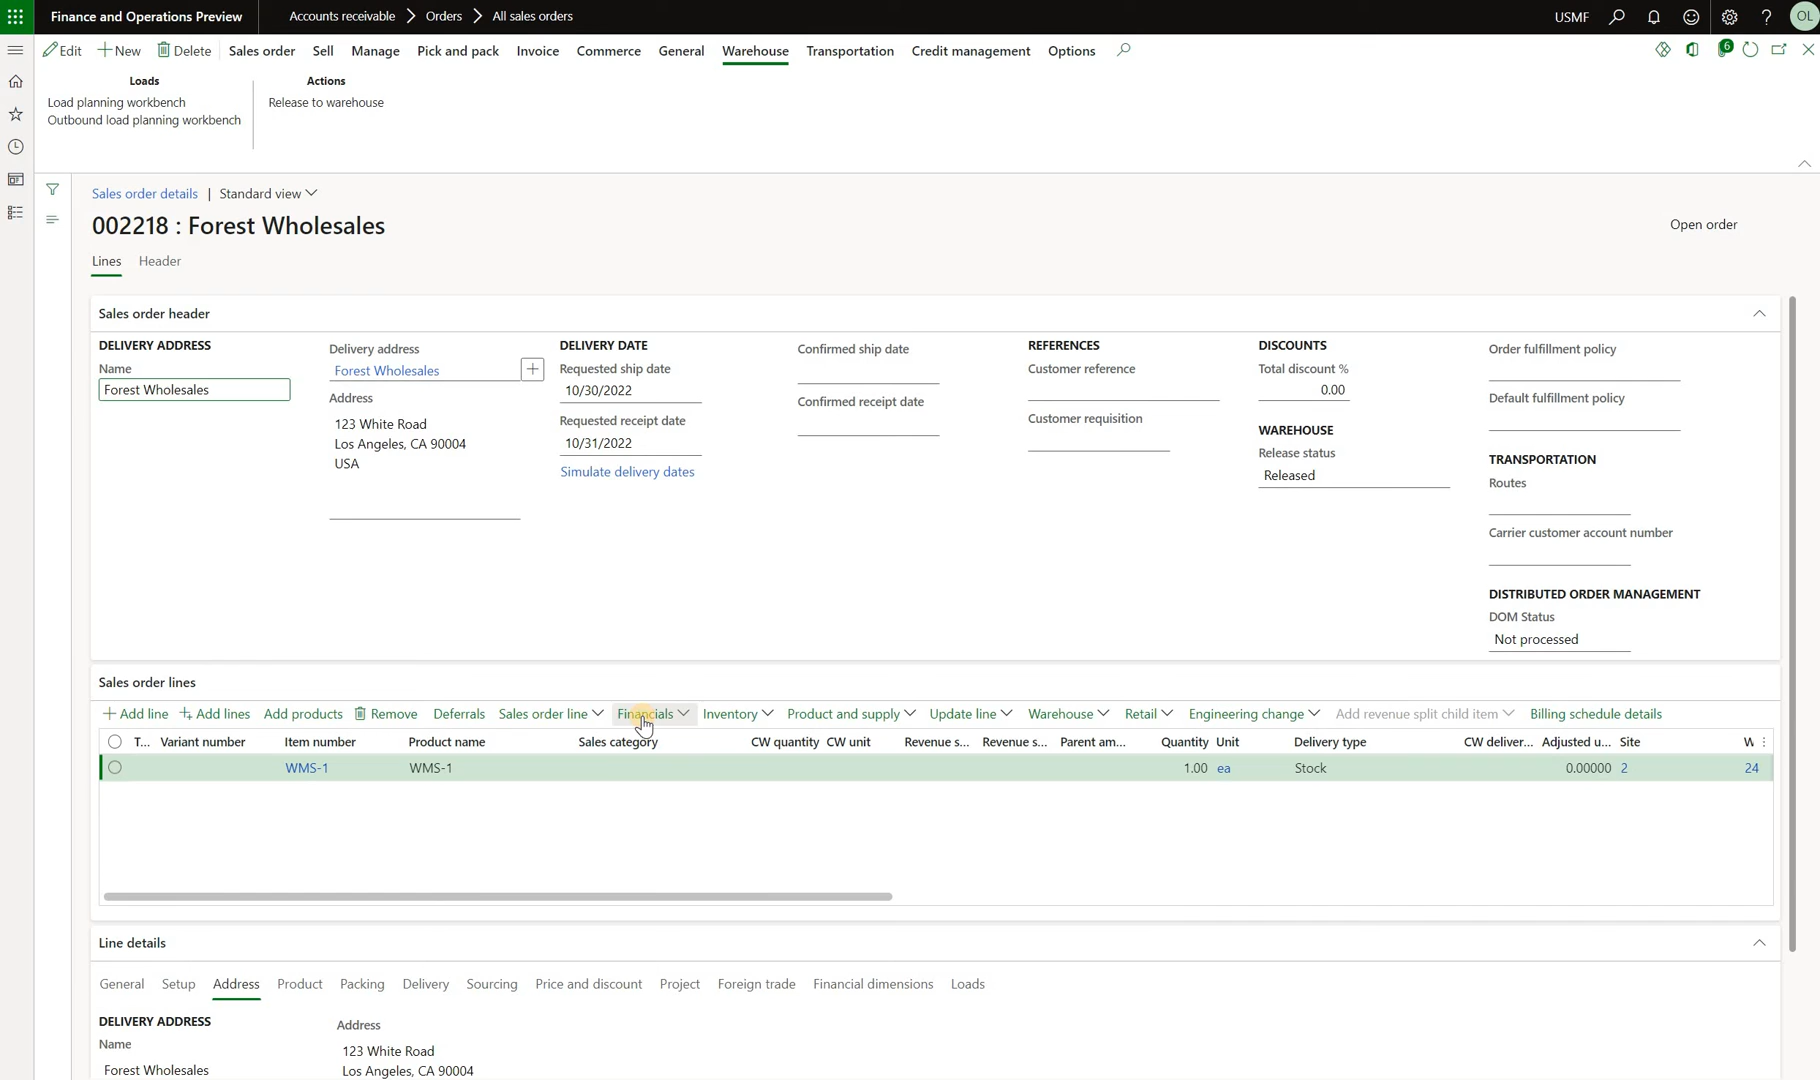 Finance and Operations Preview
Accounts receivable > Orders > All sales orders
USMF
OL
Edit + New Delete Sales order Sell Manage Pick and pack Invoice Commerce General Warehouse Transportation Credit management Options
6
Loads
Actions
Load planning workbench
Release to warehouse
Outbound load planning workbench
Sales order details | Standard view
002218 : Forest Wholesales
Open order
Lines Header
Sales order header
DELIVERY ADDRESS
Name
Forest Wholesales
Delivery address
Forest Wholesales
Address
123 White Road
Los Angeles, CA 90004
USA
DELIVERY DATE
Requested ship date
10/30/2022
Requested receipt date
10/31/2022
Simulate delivery dates
Confirmed ship date
Confirmed receipt date
REFERENCES
Customer reference
Customer requisition
DISCOUNTS
Total discount %
0.00
WAREHOUSE
Release status
Released
Order fulfillment policy
Default fulfillment policy
TRANSPORTATION
Routes
Carrier customer account number
DISTRIBUTED ORDER MANAGEMENT
DOM Status
Not processed
Sales order lines
+ Add line Add lines Add products Remove Deferrals Sales order line Financials Inventory Product and supply Update line Warehouse Retail Engineering change Add revenue split child item Billing schedule details
T... Variant number Item number Product name Sales category CW quantity CW unit Revenue s... Revenue s... Parent am... Quantity Unit Delivery type CW deliver... Adjusted u... Site W
WMS-1 WMS-1 1.00 ea Stock 0.00000 2 24
Line details
General Setup Address Product Packing Delivery Sourcing Price and discount Project Foreign trade Financial dimensions Loads
DELIVERY ADDRESS
Name
Forest Wholesales
Address
123 White Road
Los Angeles, CA 90004